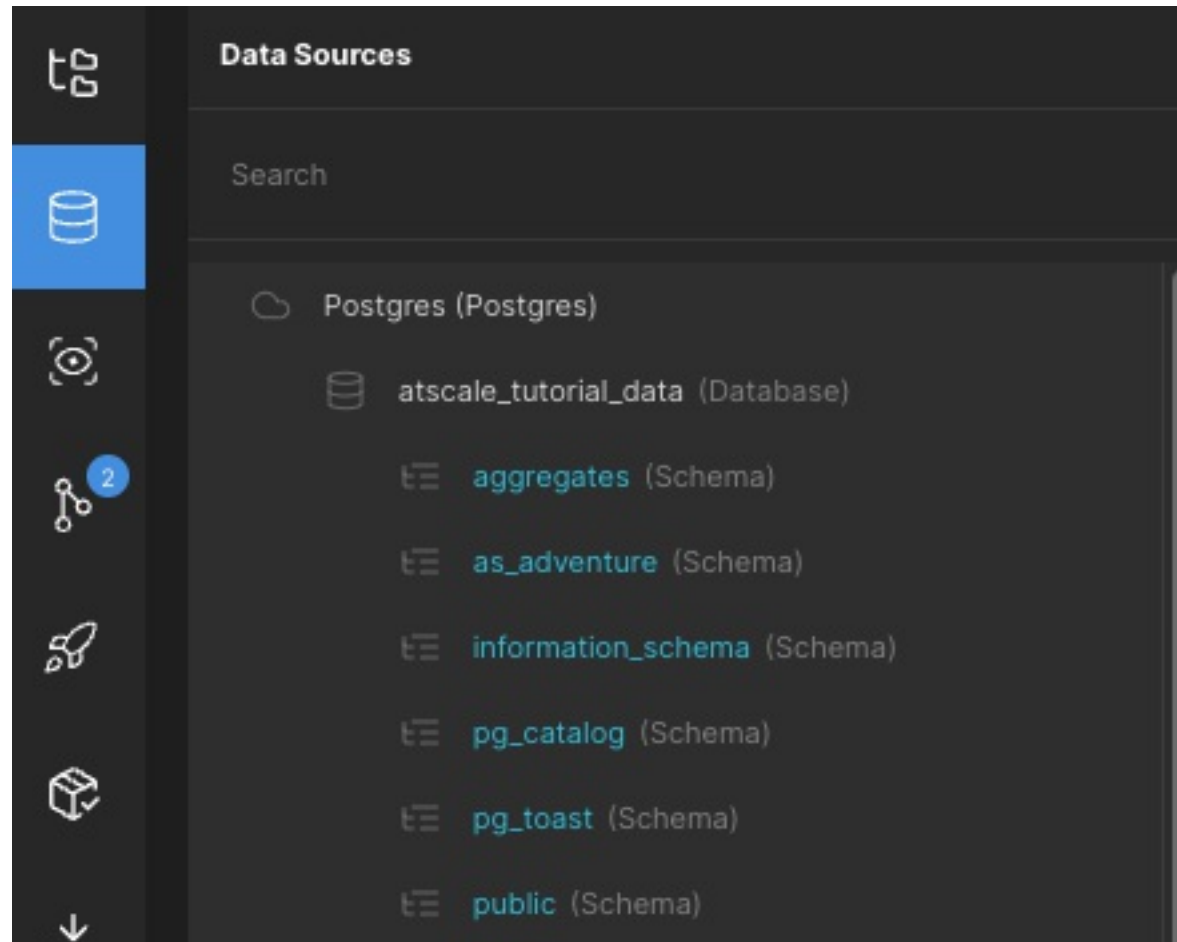 Data Sources
Search
Postgres (Postgres)
atscale_tutorial_data (Database)
aggregates (Schema)
2
as_adventure (Schema)
information_schema (Schema)
pg_catalog (Schema)
pg_toast (Schema)
public (Schema)